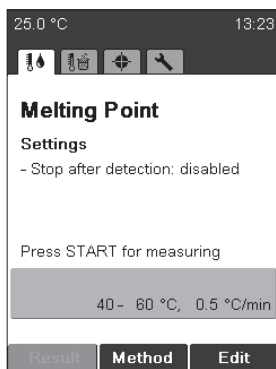 25.0 °C 13:23
Melting Point
Settings
- Stop after detection: disabled
Press START for measuring
40 - 60 °C, 0.5 °C/min
Result Method Edit